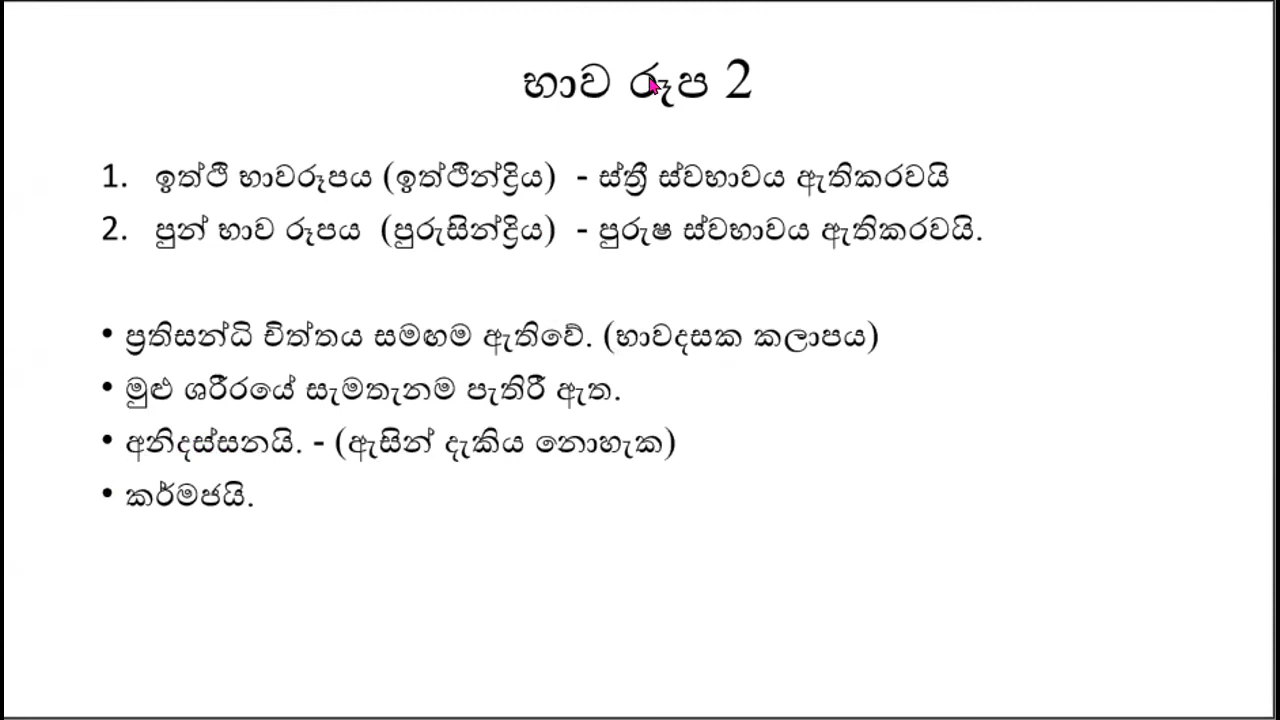 භාව රූප 2
1. ඉත්ථි භාවරූපය (ඉත්ථින්ද්‍රිය) - ස්ත්‍රී ස්වභාවය ඇතිකරවයි
2. පුන් භාව රූපය (පුරුසින්ද්‍රිය) - පුරුෂ ස්වභාවය ඇතිකරවයි.
• ප්‍රතිසන්ධි චිත්තය සමඟම ඇතිවේ. (භාවදසක කලාපය)
• මුළු ශරීරයේ සැමතැනම පැතිරී ඇත.
• අනිදස්සනයි. - (ඇසින් දැකිය නොහැක)
• කර්මජයි.